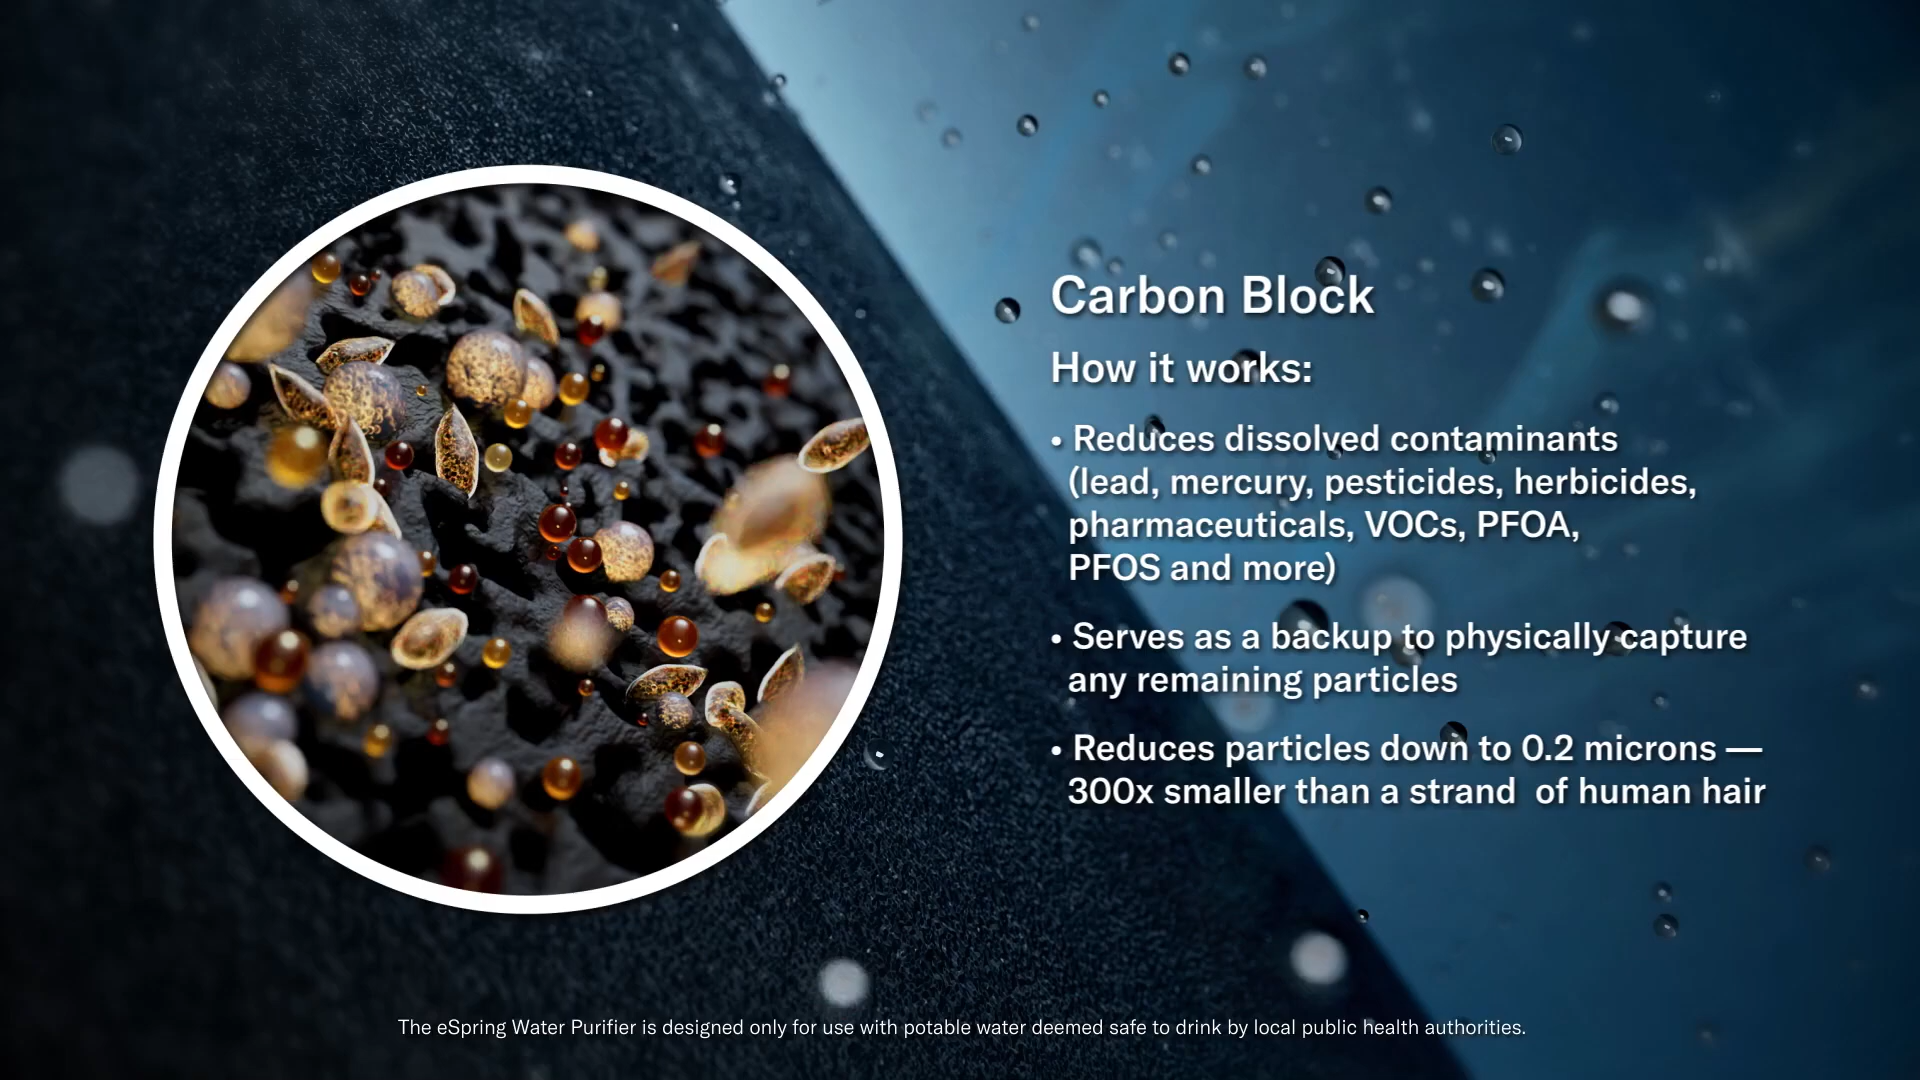 Carbon Block
How it works:
• Reduces dissolved contaminants
(lead, mercury, pesticides, herbicides,
pharmaceuticals, VOCs, PFOA,
PFOS and more)
• Serves as a backup to physically capture
any remaining particles
• Reduces particles down to 0.2 microns —
300x smaller than a strand  of human hair
The eSpring Water Purifier is designed only for use with potable water deemed safe to drink by local public health authorities.